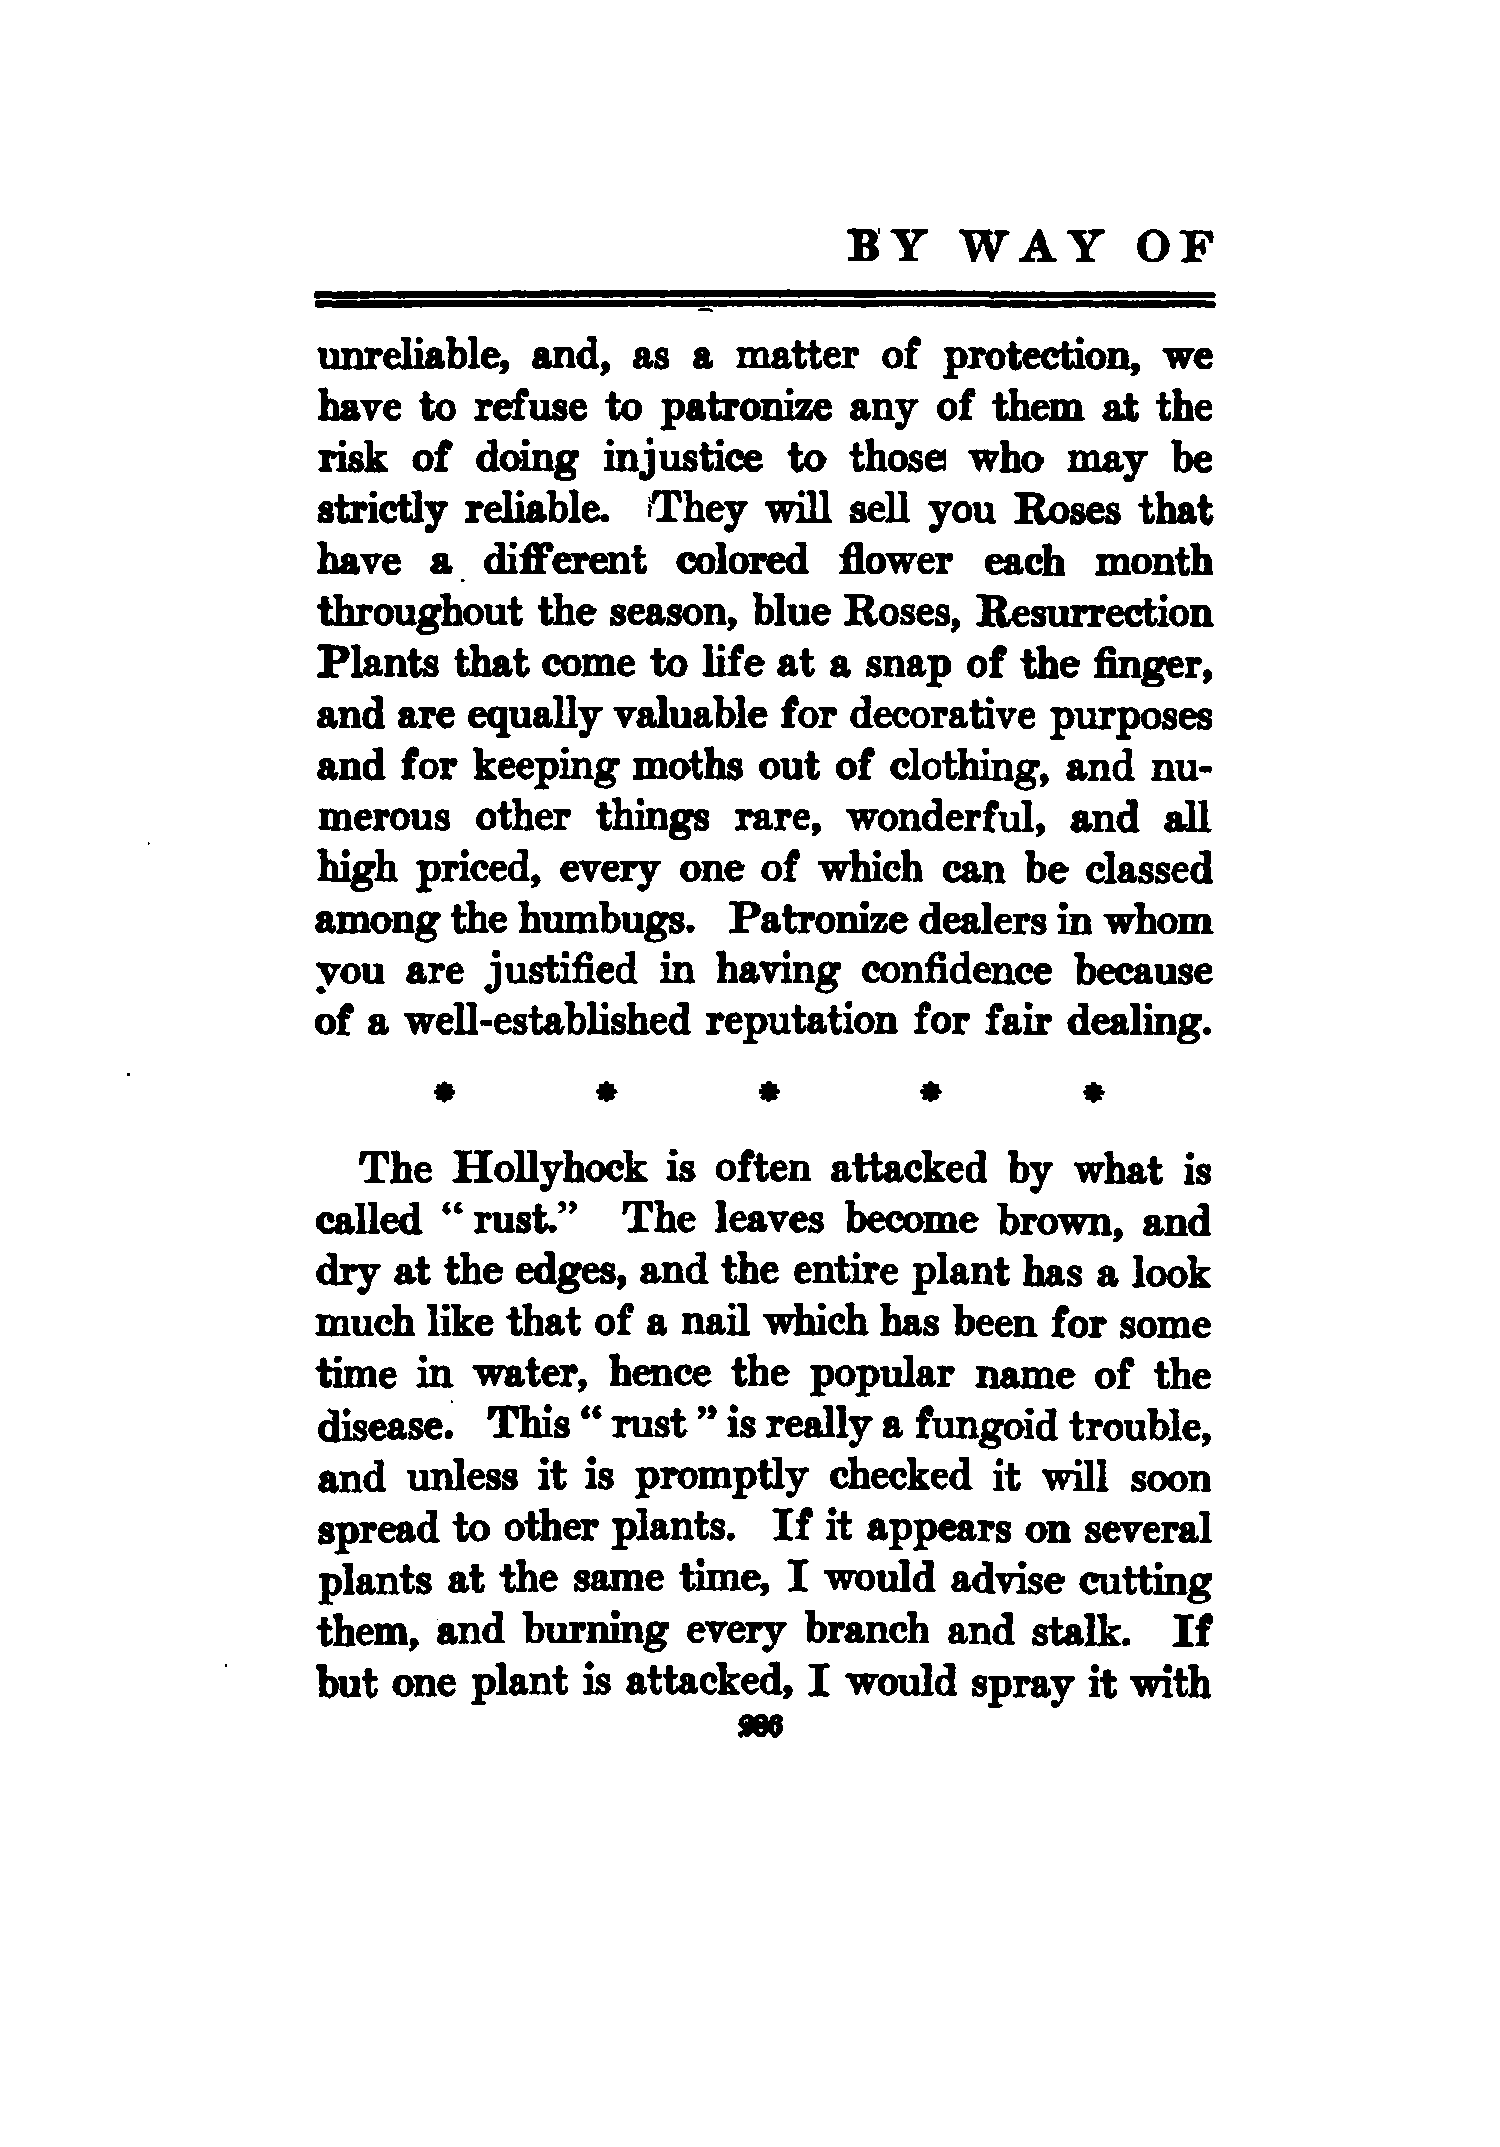 BY WAY OF
unreliable, and, as a matter of protection, we
have to refuse to patronize any of them at the
risk of doing injustice to those who may be
strictly reliable. They will sell you Roses that
have a different colored flower each month
throughout the season, blue Roses, Resurrection
Plants that come to life at a snap of the finger,
and are equally valuable for decorative purposes
and for keeping moths out of clothing, and nu-
merous other things rare, wonderful, and all
high priced, every one of which can be classed
among the humbugs. Patronize dealers in whom
you are justified in having confidence because
of a well-established reputation for fair dealing.
* * * * *
The Hollyhock is often attacked by what is
called “ rust.” The leaves become brown, and
dry at the edges, and the entire plant has a look
much like that of a nail which has been for some
time in water, hence the popular name of the
disease. This “ rust ” is really a fungoid trouble,
and unless it is promptly checked it will soon
spread to other plants. If it appears on several
plants at the same time, I would advise cutting
them, and burning every branch and stalk. If
but one plant is attacked, I would spray it with